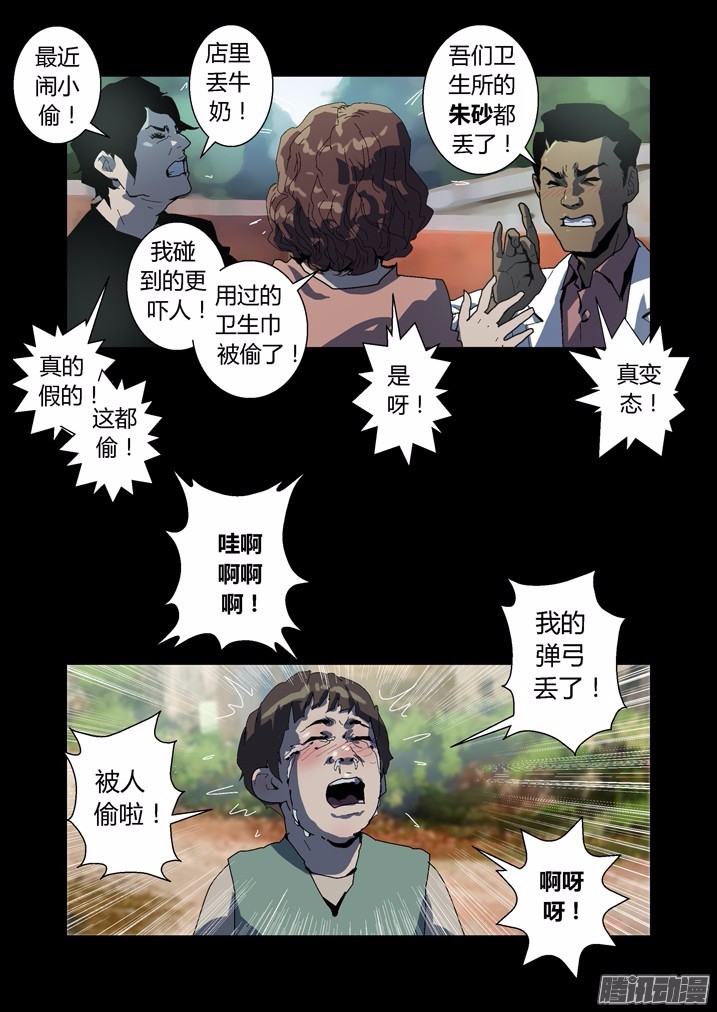 最近
闹小
偷！
店里
丢牛
奶！
吾们卫
生所的
朱砂都
丢了！
我碰
到的更
吓人！
用过的
卫生巾
被偷了！
真的
假的！
这都
偷！
是
呀！
真变
态！
哇啊
啊啊
啊！
我的
弹弓
丢了！
被人
偷啦！
啊呀
呀！
腾讯动漫